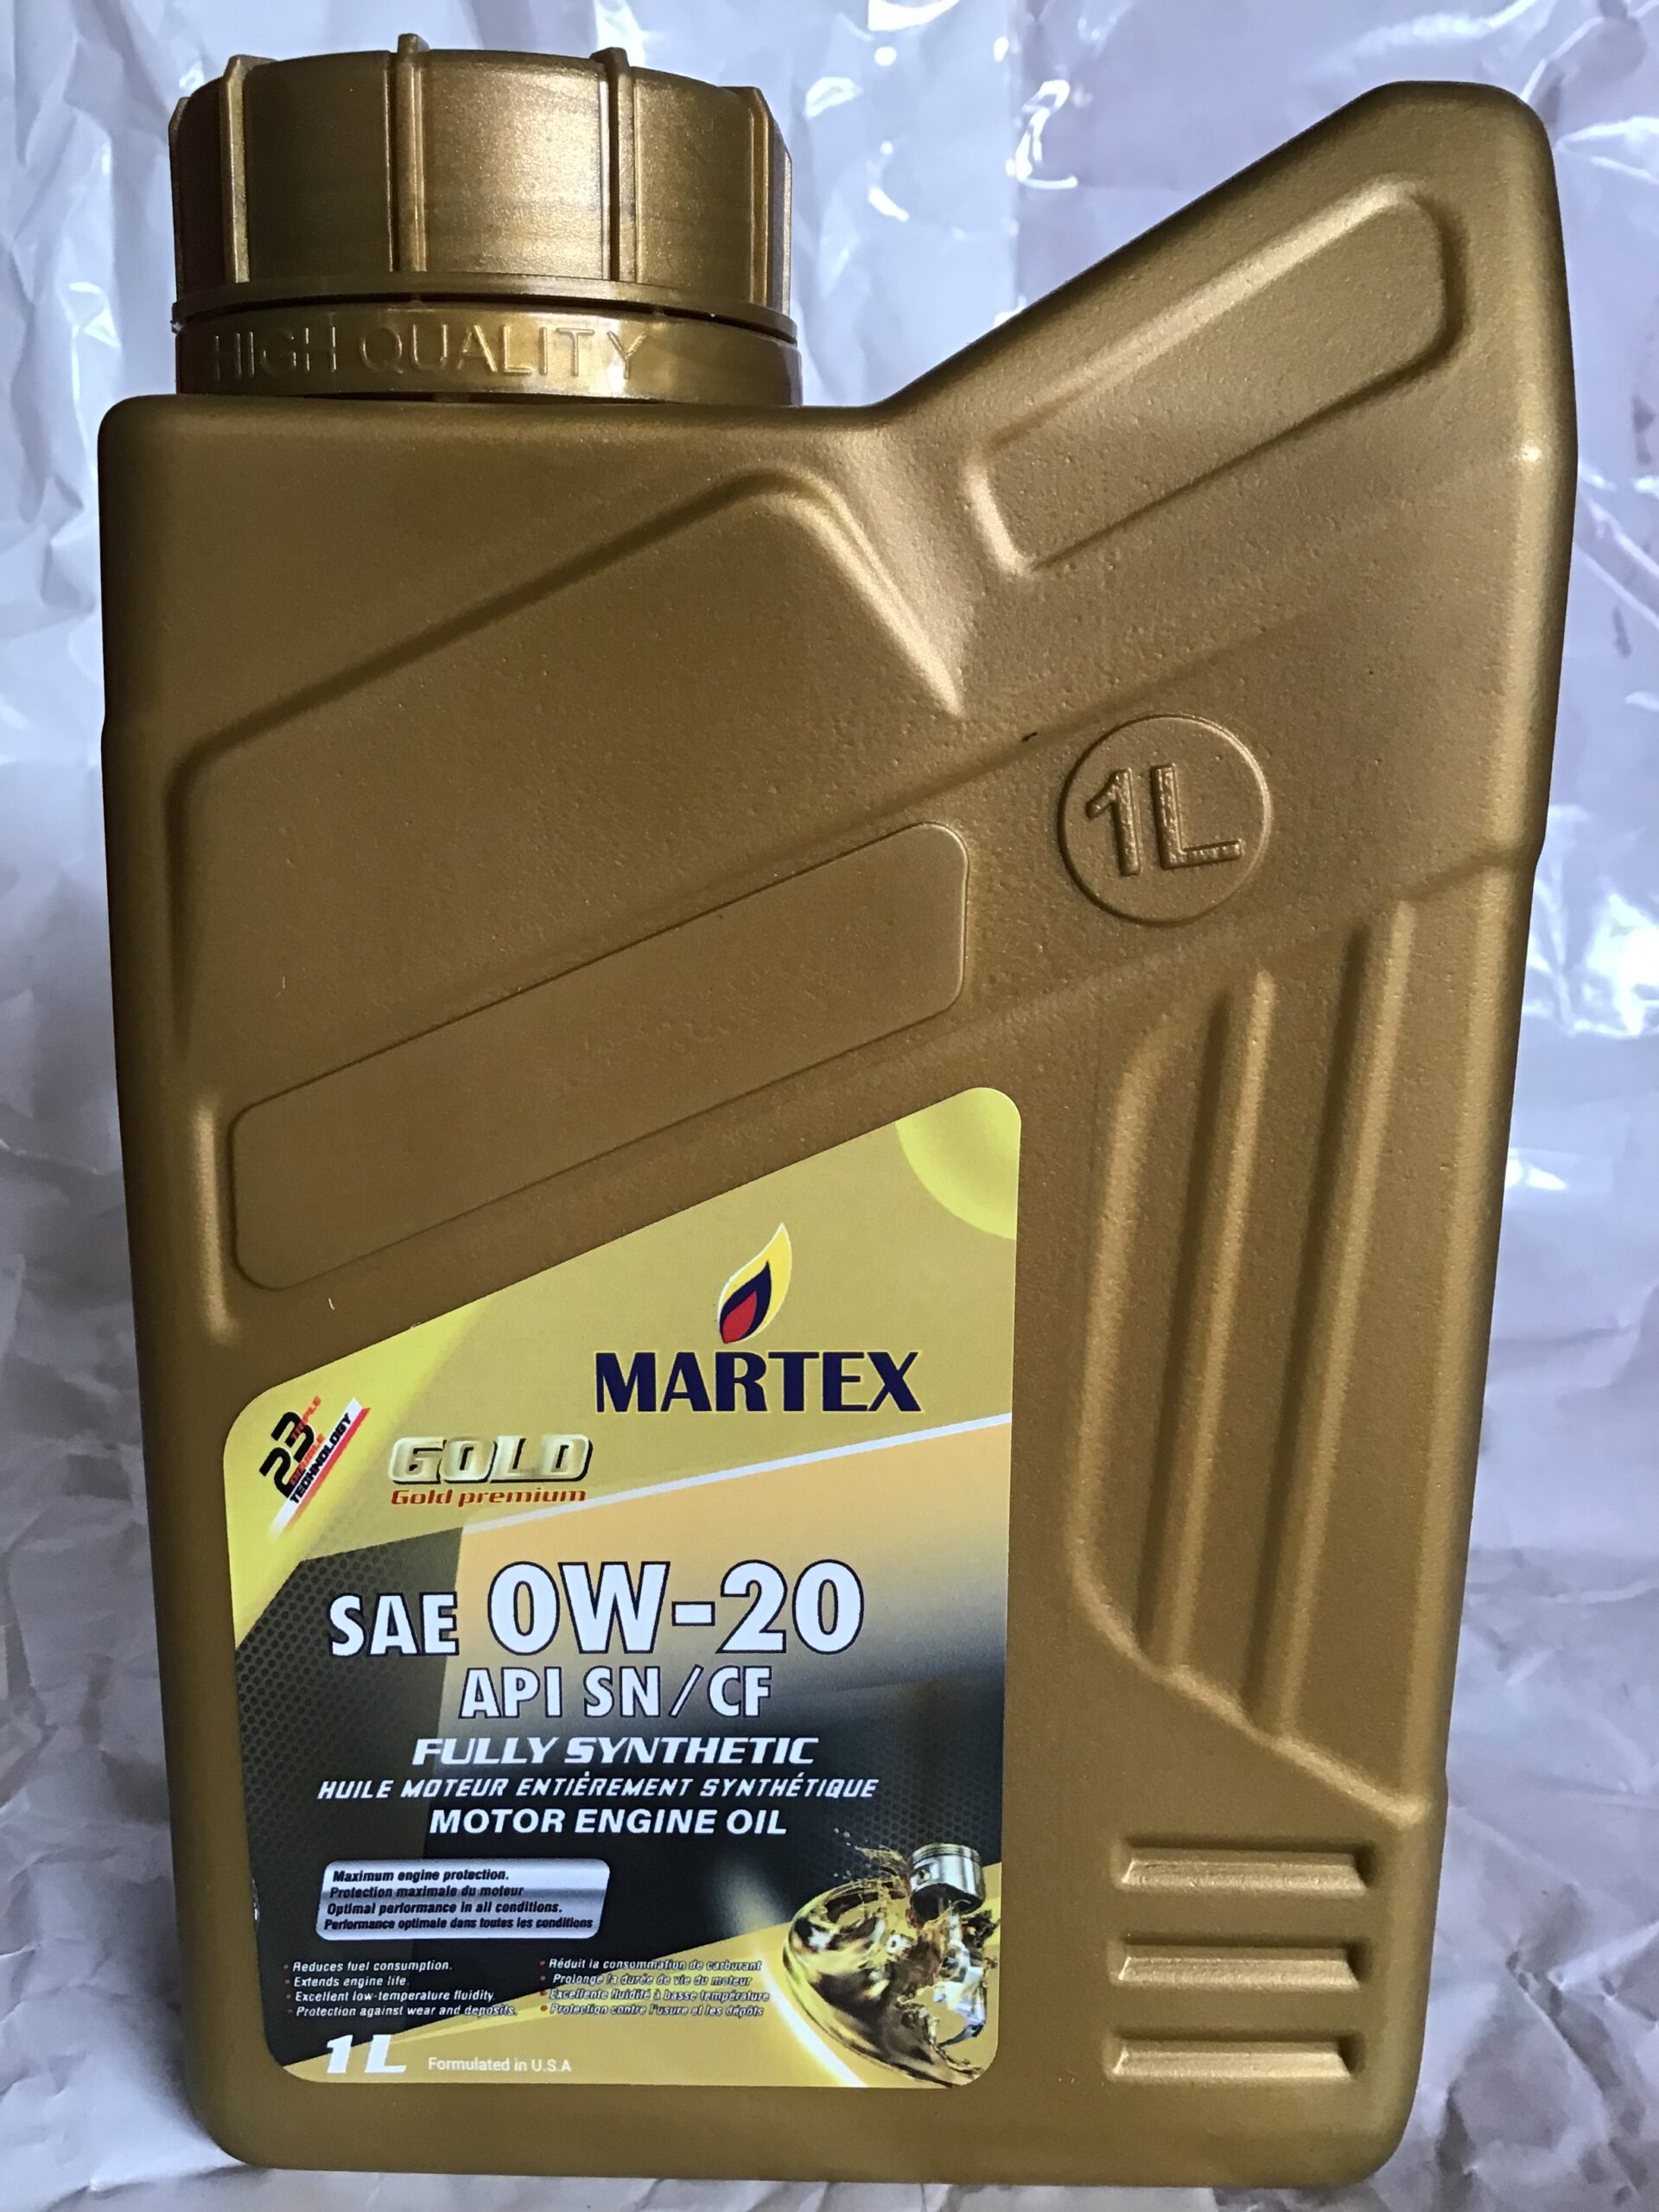 HIGH QUALITY
1L
MARTEX
23
TECHNOLOGY
GOLD
Gold premium
SAE 0W-20
API SN/CF
FULLY SYNTHETIC
HUILE MOTEUR ENTIÈREMENT SYNTHÉTIQUE
MOTOR ENGINE OIL
Maximum engine protection.
Protection maximale du moteur
Optimal performance in all conditions.
Performance optimale dans toutes les conditions
• Reduces fuel consumption.
• Extends engine life.
• Excellent low-temperature fluidity.
• Protection against wear and deposits.
• Réduit la consommation de carburant
• Prolonge la durée de vie du moteur
• Excellente fluidité à basse température
• Protection contre l'usure et les dépôts
1L Formulated in U.S.A